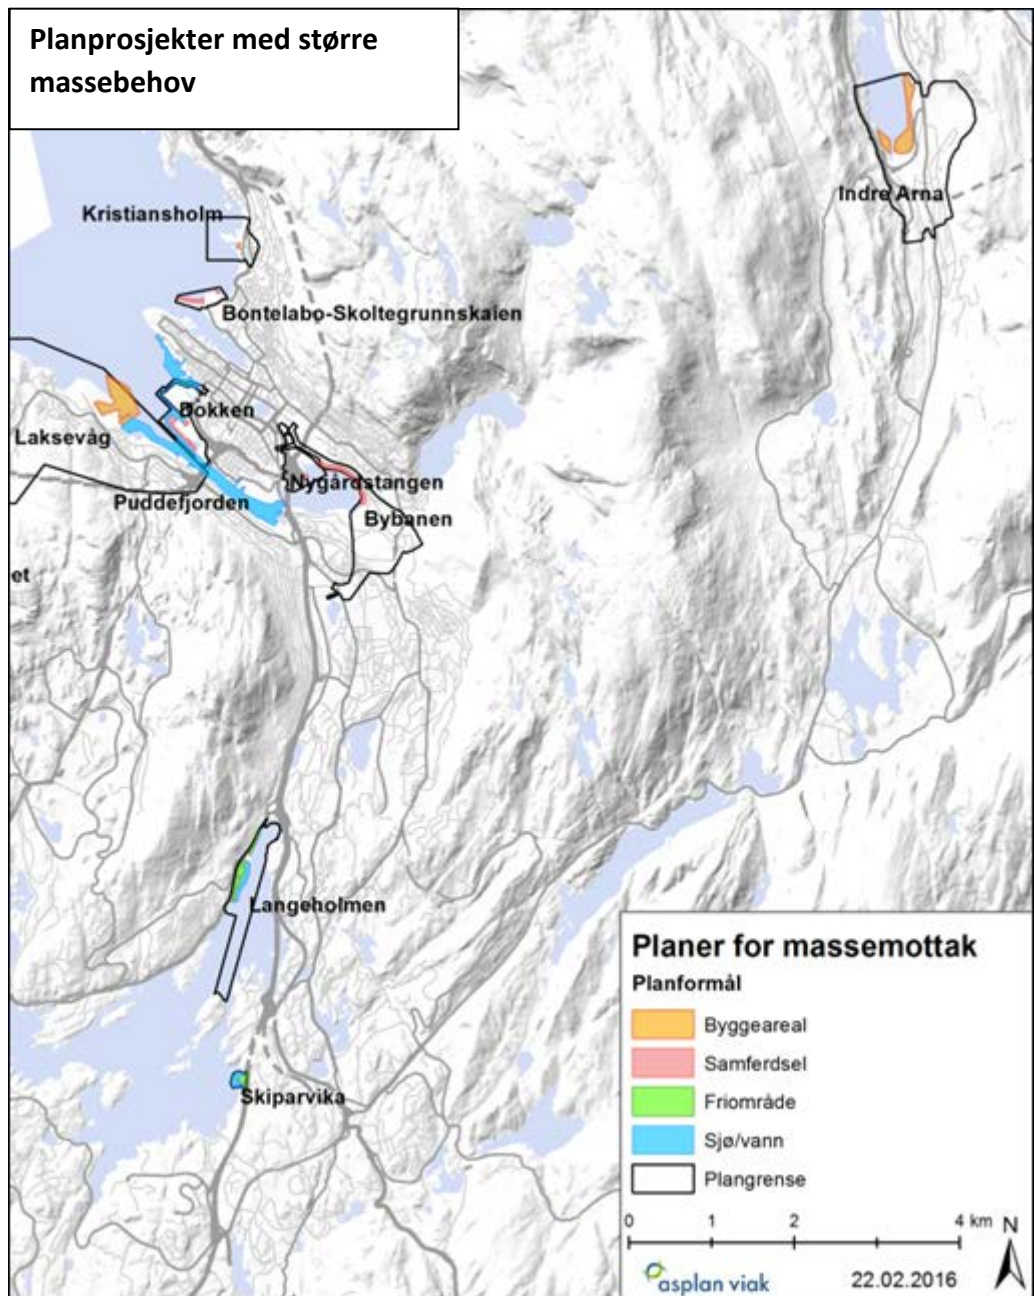 Planprosjekter med større
massebehov
Indre Arna
Kristiansholm
Bontelabo-Skoltegrunnskaien
Dokken
Laksevåg
Nygårdstangen
Puddefjorden
Bybanen
et
Langeholmen
Skiparvika
Planer for massemottak
Planformål
Byggeareal
Samferdsel
Friområde
Sjø/vann
Plangrense
0 1 2 4 km
N
asplan viak 22.02.2016